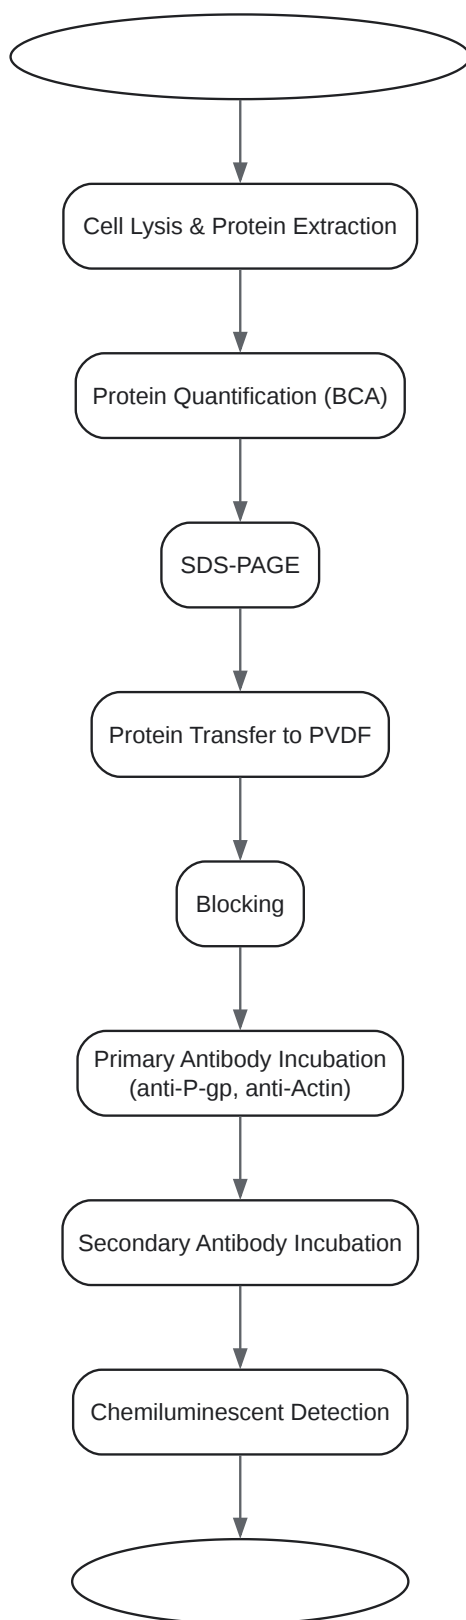 Cell Lysis & Protein Extraction
Protein Quantification (BCA)
SDS-PAGE
Protein Transfer to PVDF
Blocking
Primary Antibody Incubation
(anti-P-gp, anti-Actin)
Secondary Antibody Incubation
Chemiluminescent Detection